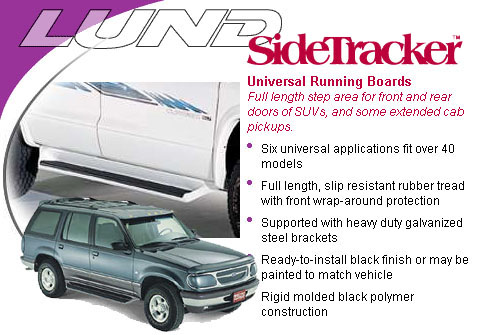 LUND
SideTracker™
Universal Running Boards
Full length step area for front and rear
doors of SUVs, and some extended cab
pickups.
• Six universal applications fit over 40
models
• Full length, slip resistant rubber tread
with front wrap-around protection
• Supported with heavy duty galvanized
steel brackets
Ready-to-install black finish or may be
painted to match vehicle
Rigid molded black polymer
construction